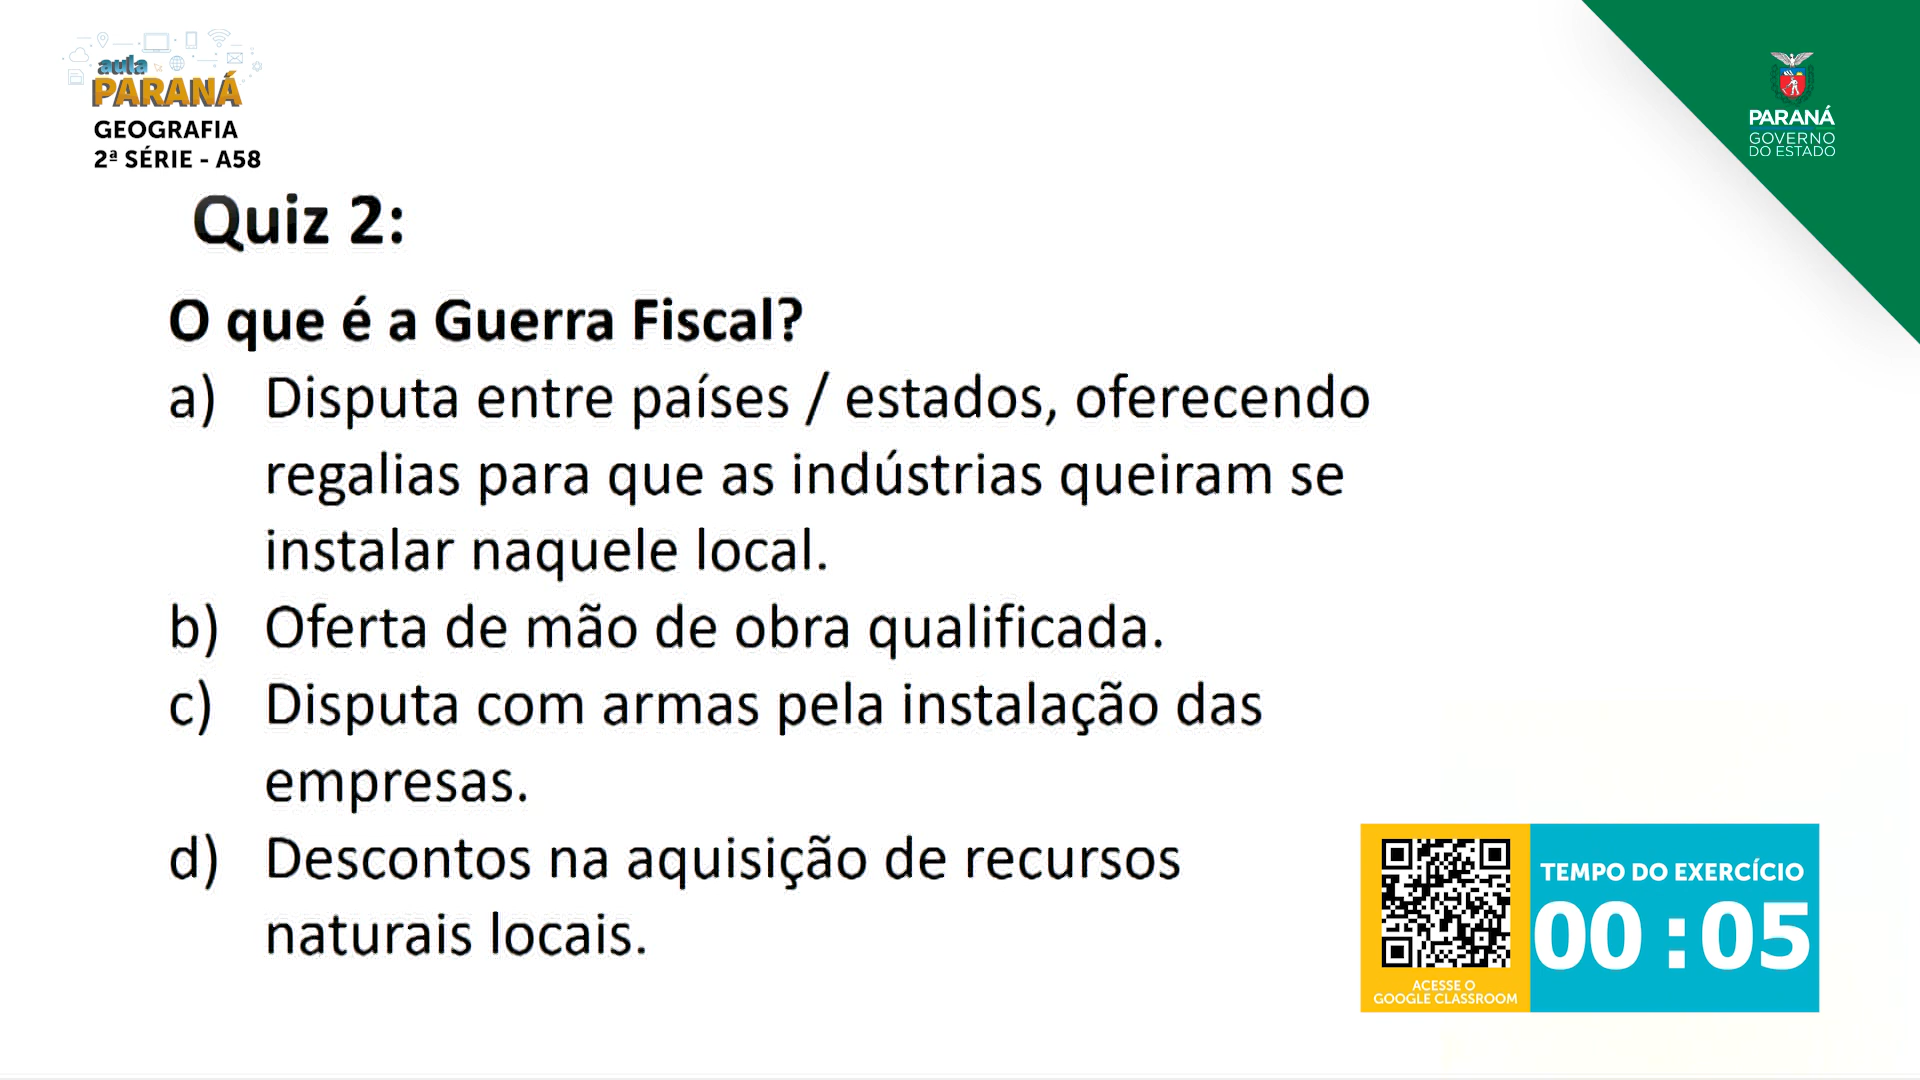 aula
PARANÁ
GEOGRAFIA
2ª SÉRIE - A58
PARANÁ
GOVERNO
DO ESTADO
Quiz 2:
O que é a Guerra Fiscal?
a) Disputa entre países / estados, oferecendo
regalias para que as indústrias queiram se
instalar naquele local.
b) Oferta de mão de obra qualificada.
c) Disputa com armas pela instalação das
empresas.
d) Descontos na aquisição de recursos
naturais locais.
TEMPO DO EXERCÍCIO
00:05
ACESSE O
GOOGLE CLASSROOM